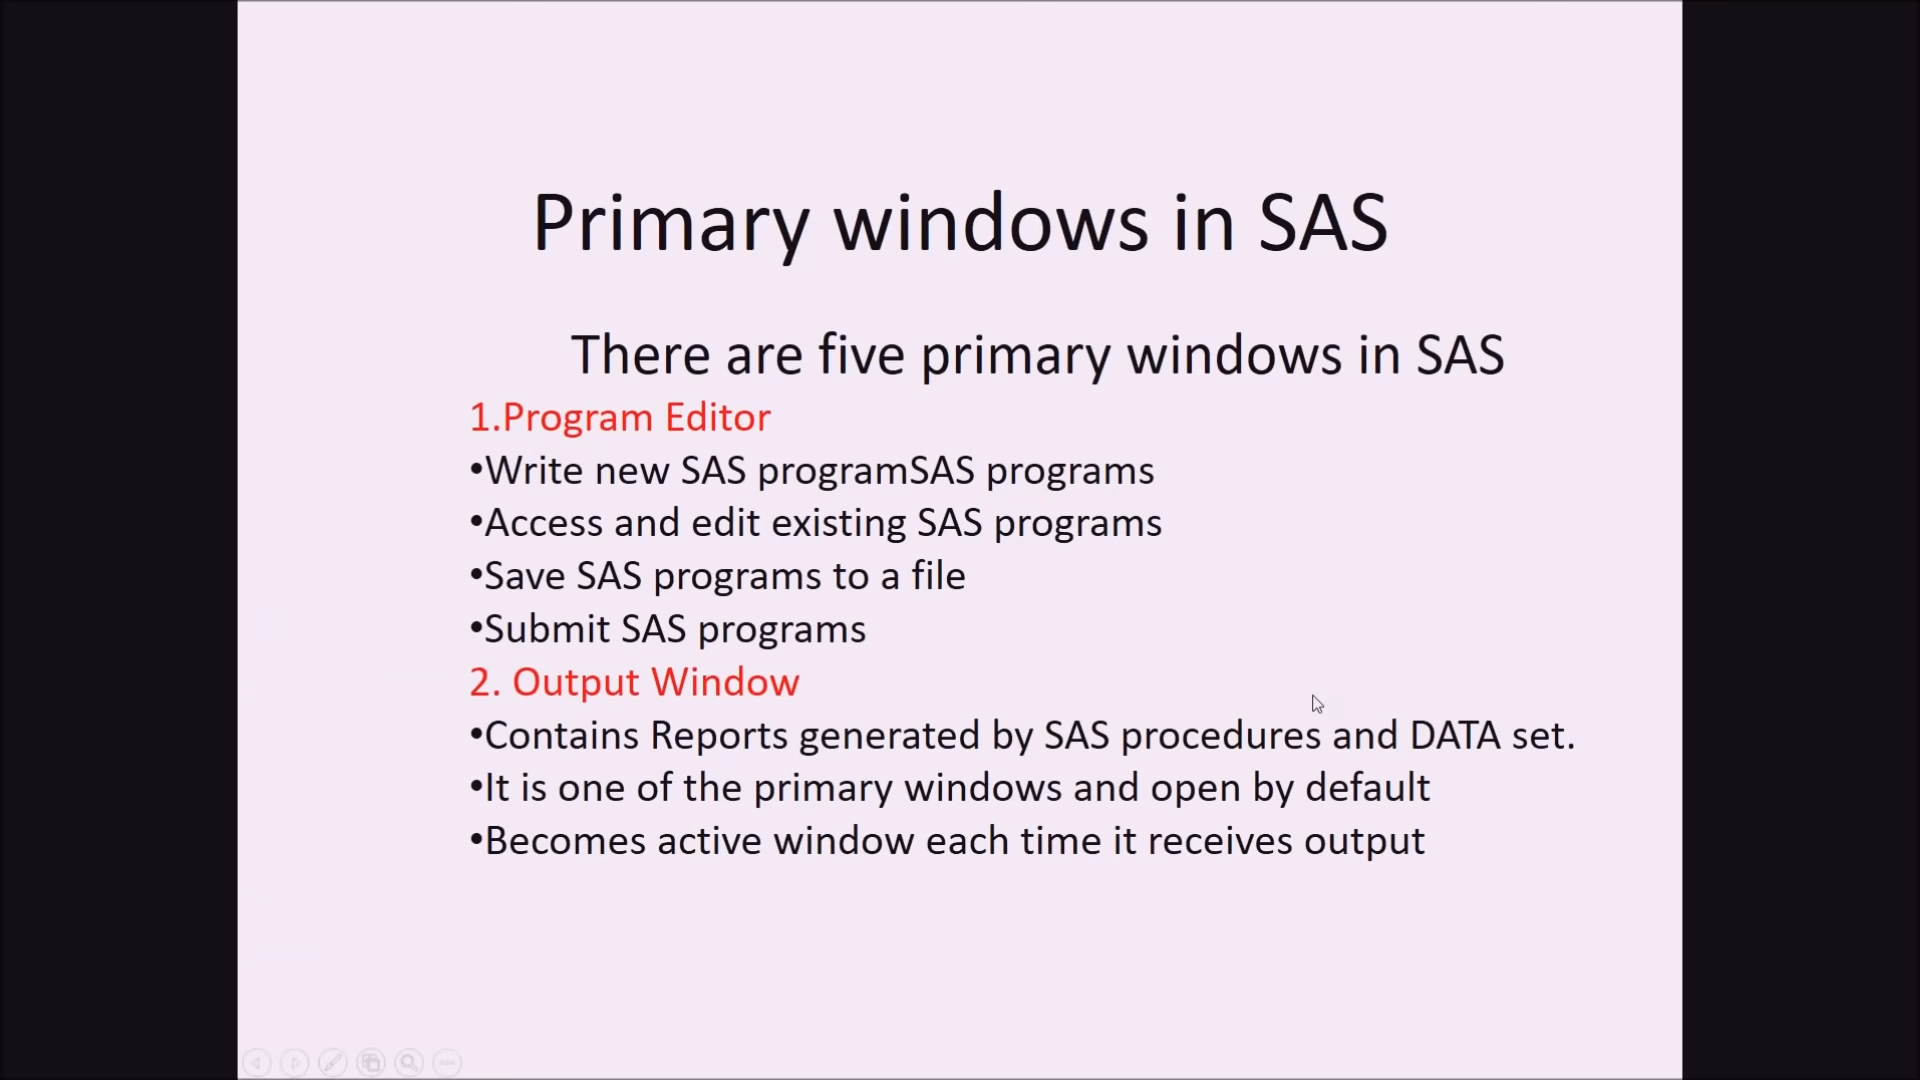 Primary windows in SAS
There are five primary windows in SAS
1.Program Editor
•Write new SAS programSAS programs
•Access and edit existing SAS programs
•Save SAS programs to a file
•Submit SAS programs
2. Output Window
•Contains Reports generated by SAS procedures and DATA set.
•It is one of the primary windows and open by default
•Becomes active window each time it receives output